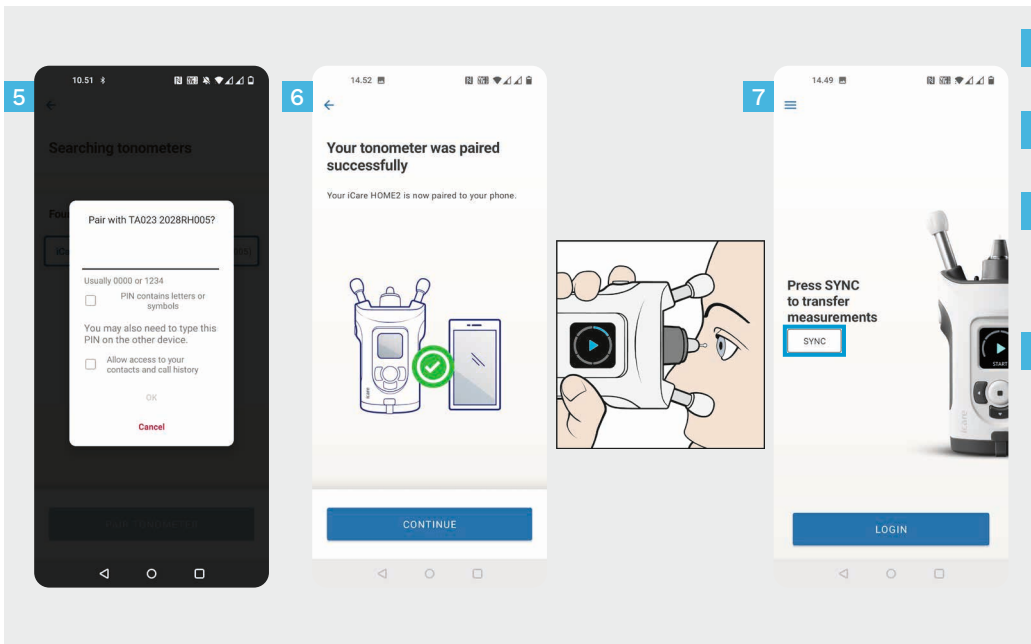 5
10.51
Searching tonometers
Pair with TA023 2028RH005?
Usually 0000 or 1234
PIN contains letters or
symbols
You may also need to type this
PIN on the other device.
Allow access to your
contacts and call history
OK
Cancel
6
14.52
Your tonometer was paired
successfully
Your iCare HOME2 is now paired to your phone.
icare
CONTINUE
7
14.49
Press SYNC
to transfer
measurements
SYNC
START
icare
LOGIN